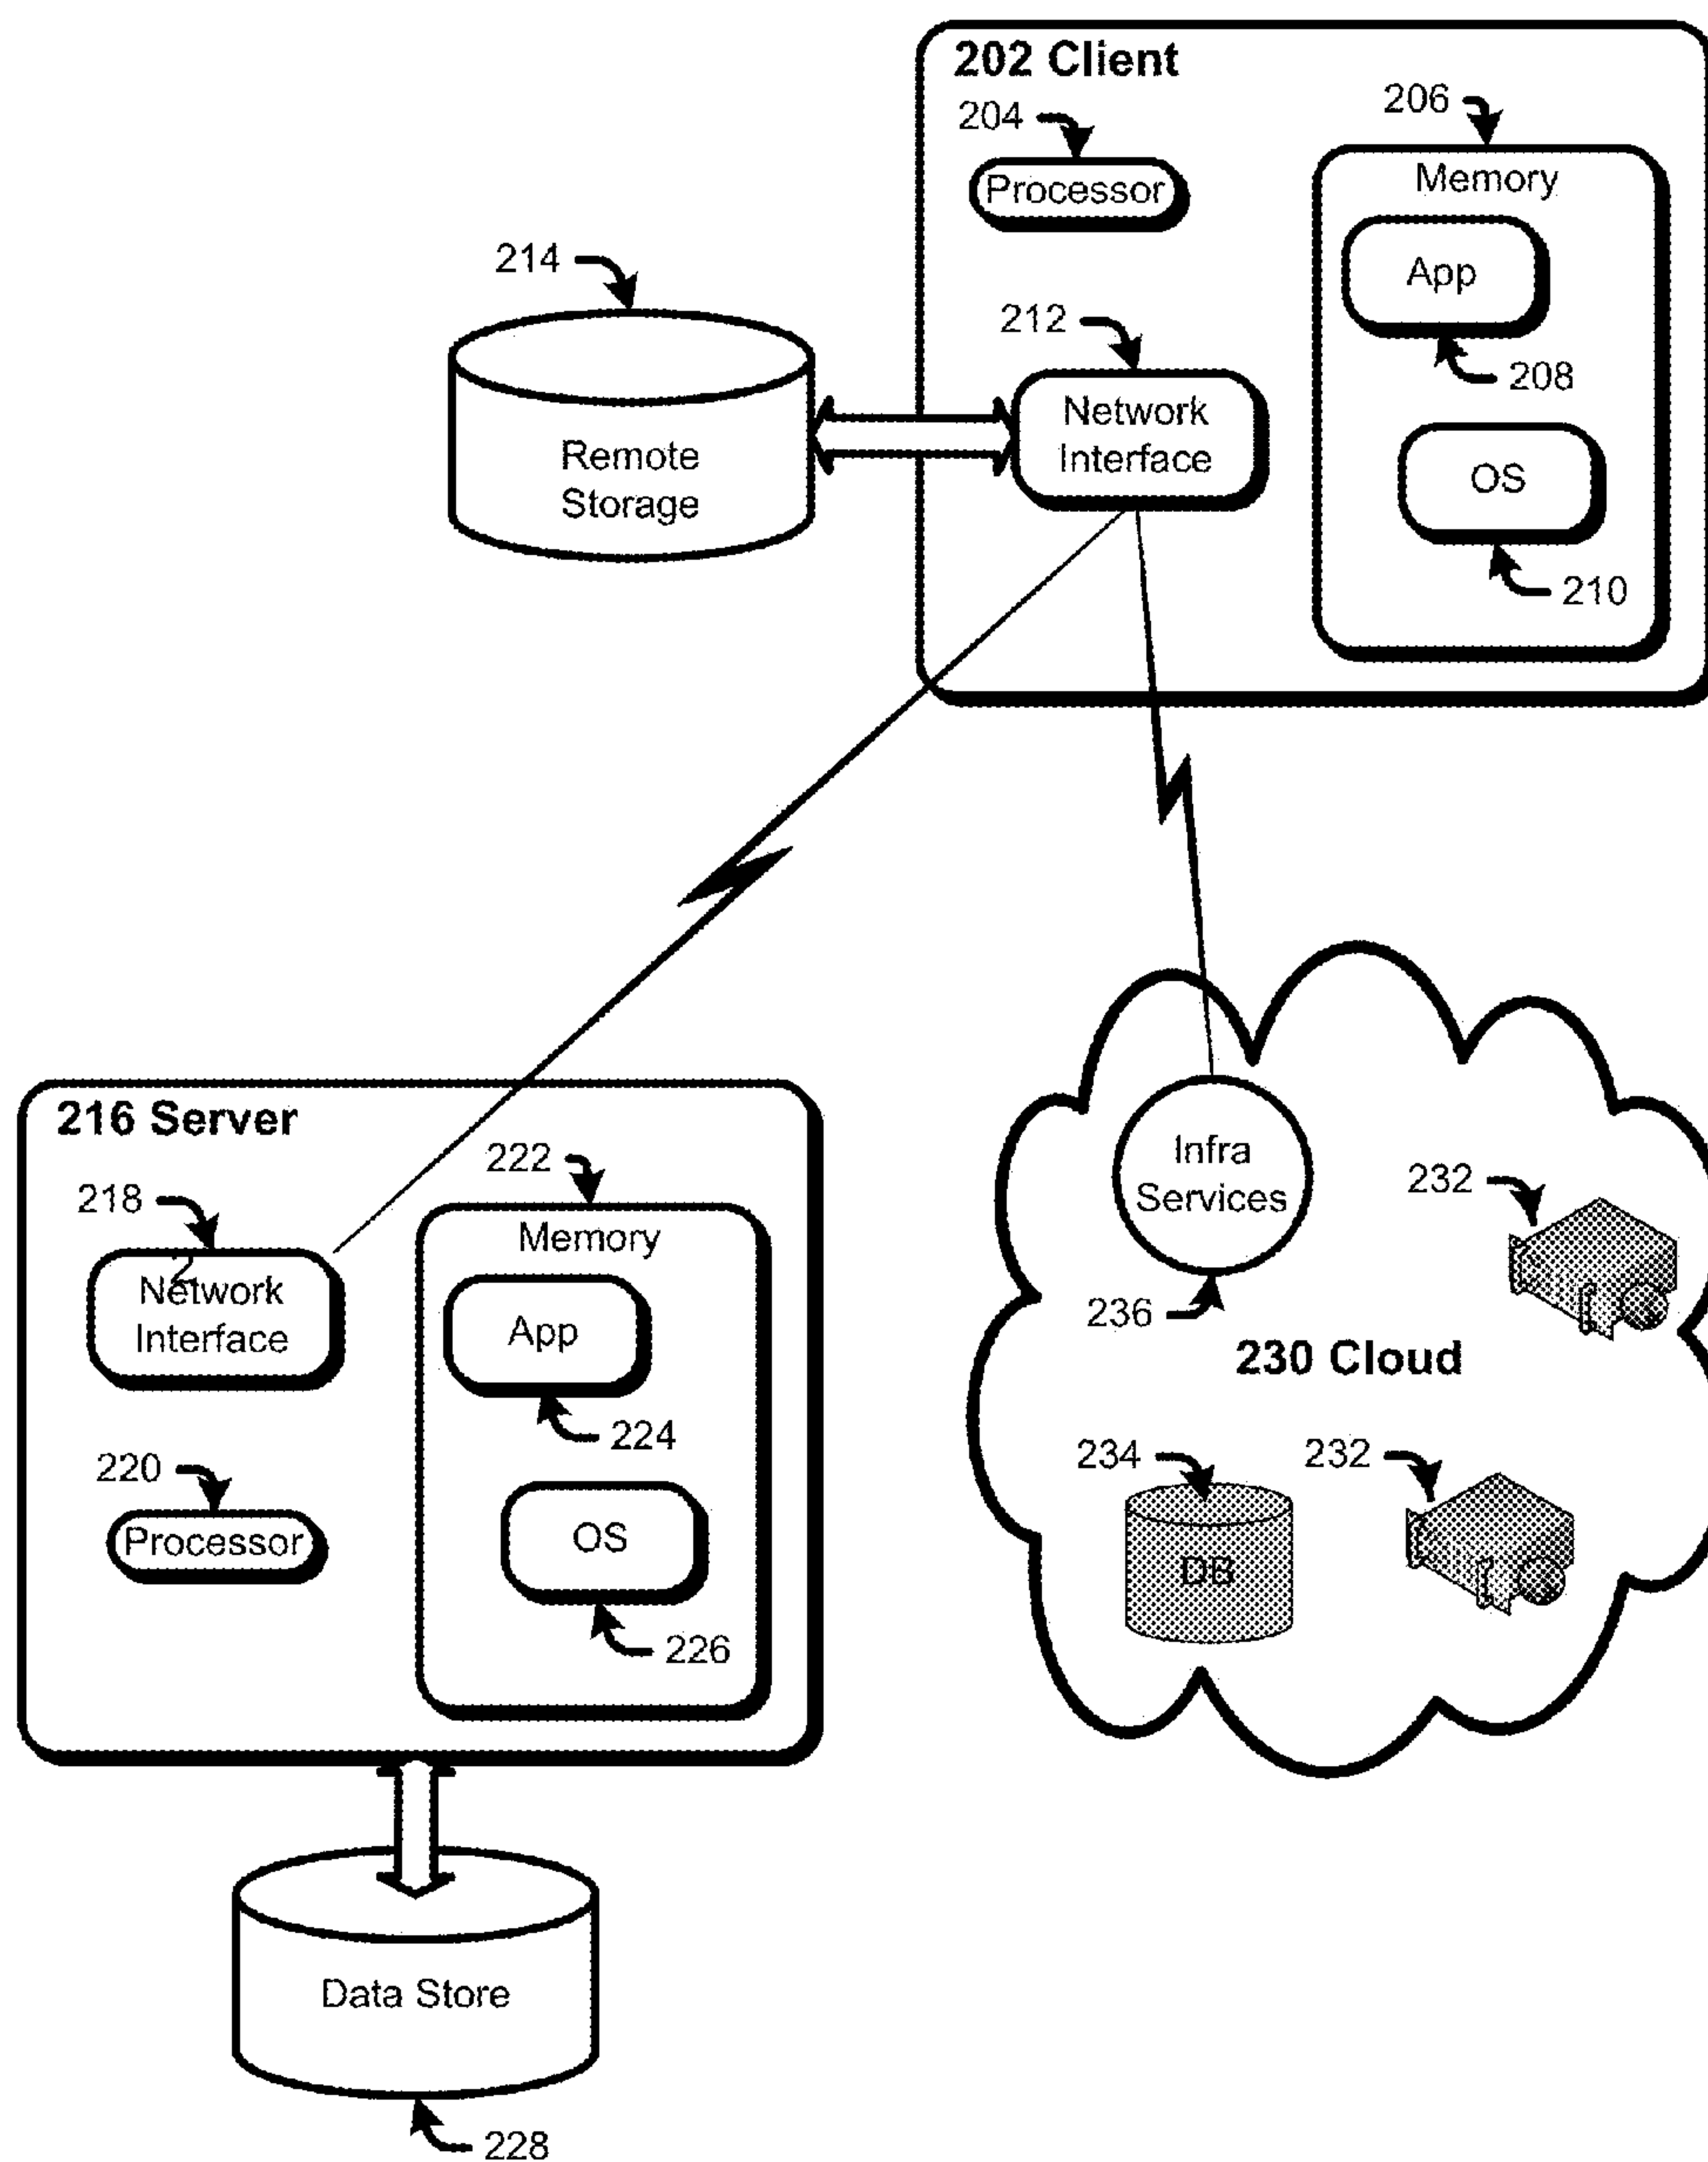 202 Client
204
Processor
206
Memory
App
208
OS
210
212
Network
Interface
214
Remote
Storage
216 Server
218
2
Network
Interface
220
Processor
222
Memory
App
224
OS
226
Data Store
228
Infra
Services
236
232
230 Cloud
234
DB
232